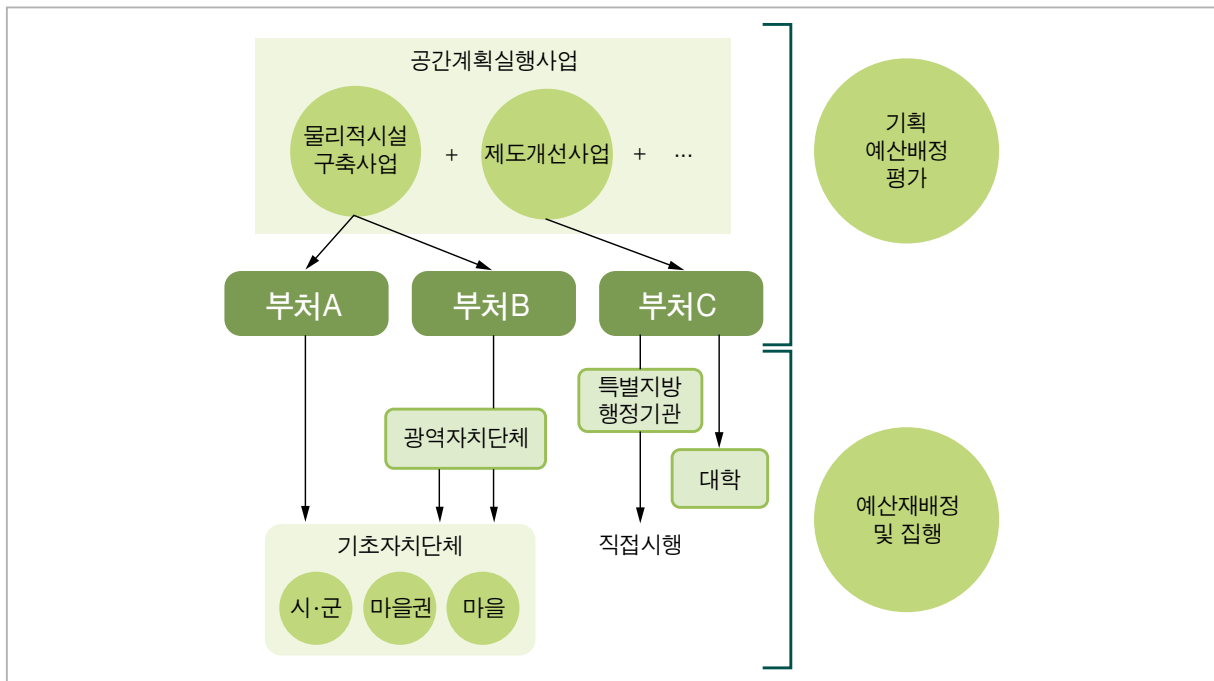 공간계획실행사업
물리적시설
구축사업
+
제도개선사업
+
···
기획
예산배정
평가
부처A
부처B
부처C
특별지방
행정기관
광역자치단체
대학
예산재배정
및 집행
직접시행
기초자치단체
시·군
마을권
마을